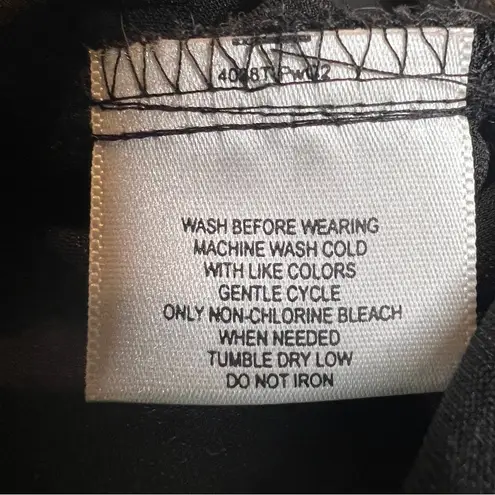 WASH BEFORE WEARING
MACHINE WASH COLD
WITH LIKE COLORS
GENTLE CYCLE
ONLY NON-CHLORINE BLEACH
WHEN NEEDED
TUMBLE DRY LOW
DO NOT IRON